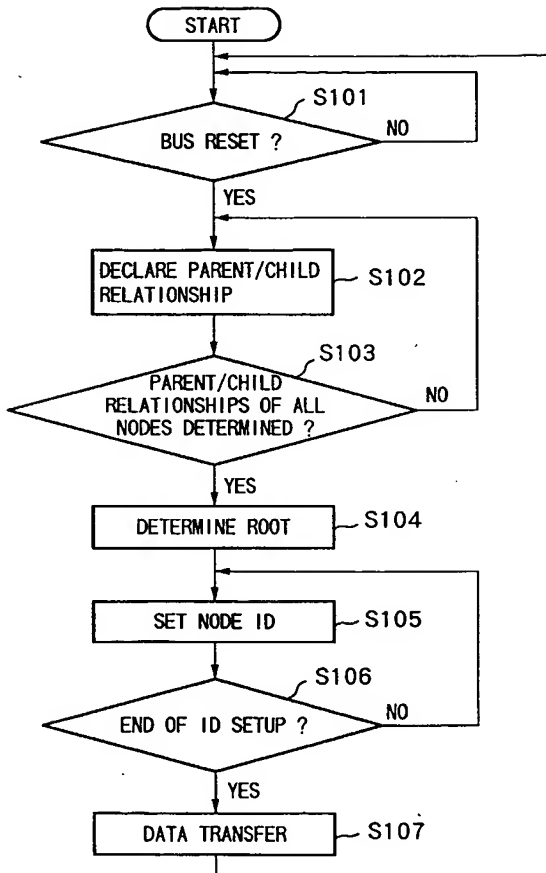 START
S101
BUS RESET ?
NO
YES
DECLARE PARENT/CHILD
RELATIONSHIP
S102
S103
PARENT/CHILD
RELATIONSHIPS OF ALL
NODES DETERMINED ?
NO
YES
DETERMINE ROOT
S104
SET NODE ID
S105
S106
END OF ID SETUP ?
NO
YES
DATA TRANSFER
S107